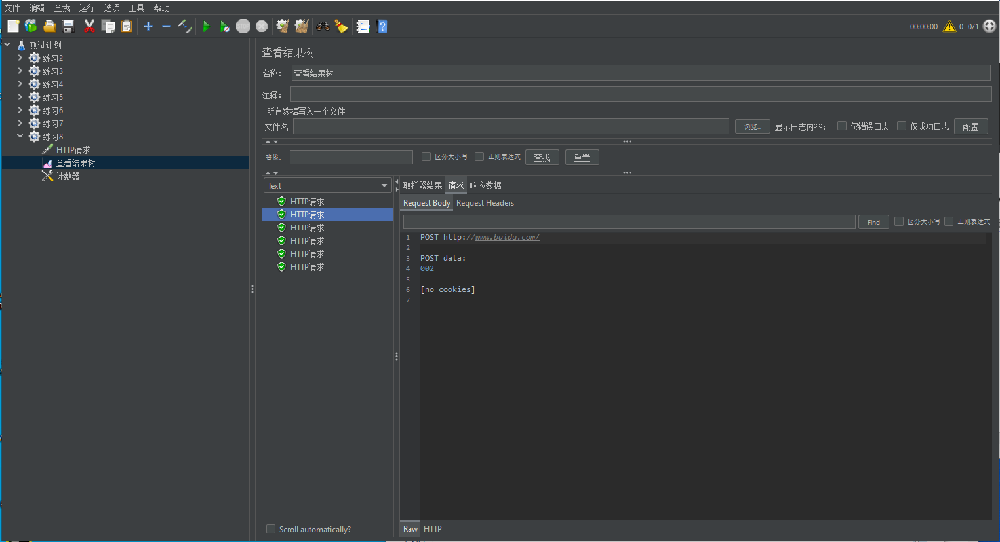 文件 编辑 查找 运行 选项 工具 帮助
STOP
00:00:00 0 0/1
测试计划
练习2
练习3
练习4
练习5
练习6
练习7
练习8
HTTP请求
查看结果树
计数器
查看结果树
名称: 查看结果树
注释:
所有数据写入一个文件
文件名 浏览... 显示日志内容: 仅错误日志 仅成功日志 配置
查找: 区分大小写 正则表达式 查找 重置
Text
HTTP请求
HTTP请求
HTTP请求
HTTP请求
HTTP请求
HTTP请求
Scroll automatically?
取样器结果 请求 响应数据
Request Body Request Headers
Find 区分大小写 正则表达式
1 POST http://www.baidu.com/
2
3 POST data:
4 002
5
6 [no cookies]
7
Raw HTTP